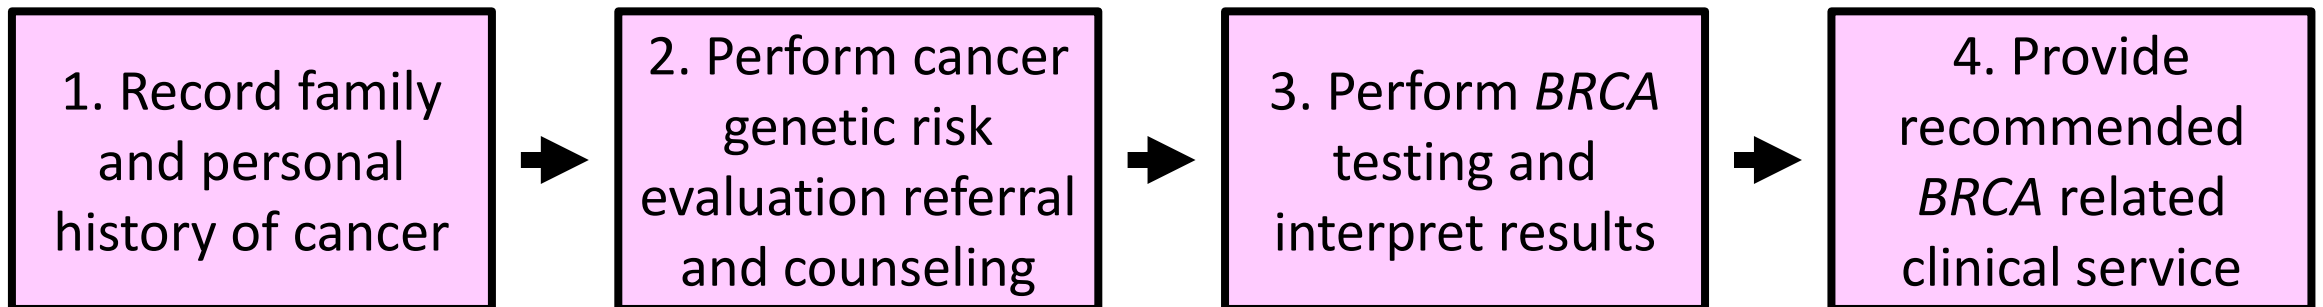 1. Record family
and personal
history of cancer
2. Perform cancer
genetic risk
evaluation referral
and counseling
3. Perform BRCA
testing and
interpret results
4. Provide
recommended
BRCA related
clinical service